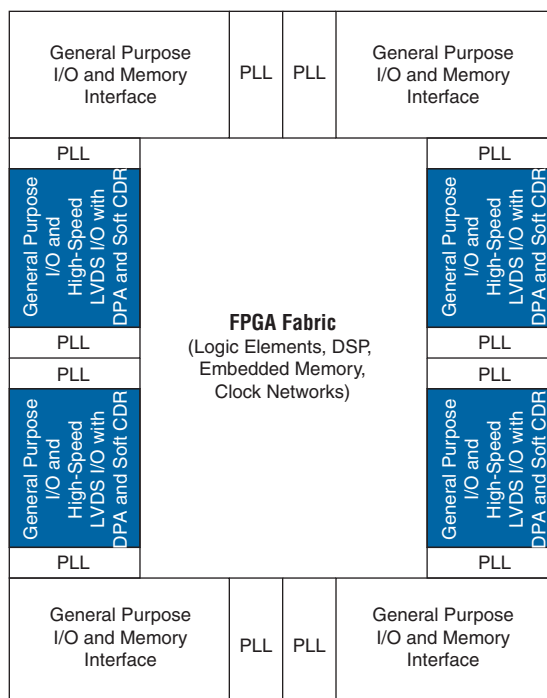 General Purpose
I/O and Memory
Interface
PLL
PLL
General Purpose
I/O and Memory
Interface
PLL
General Purpose
I/O and
High-Speed
LVDS I/O with
DPA and Soft CDR
PLL
PLL
General Purpose
I/O and
High-Speed
LVDS I/O with
DPA and Soft CDR
PLL
FPGA Fabric
(Logic Elements, DSP,
Embedded Memory,
Clock Networks)
PLL
General Purpose
I/O and
High-Speed
LVDS I/O with
DPA and Soft CDR
PLL
PLL
General Purpose
I/O and
High-Speed
LVDS I/O with
DPA and Soft CDR
PLL
General Purpose
I/O and Memory
Interface
PLL
PLL
General Purpose
I/O and Memory
Interface